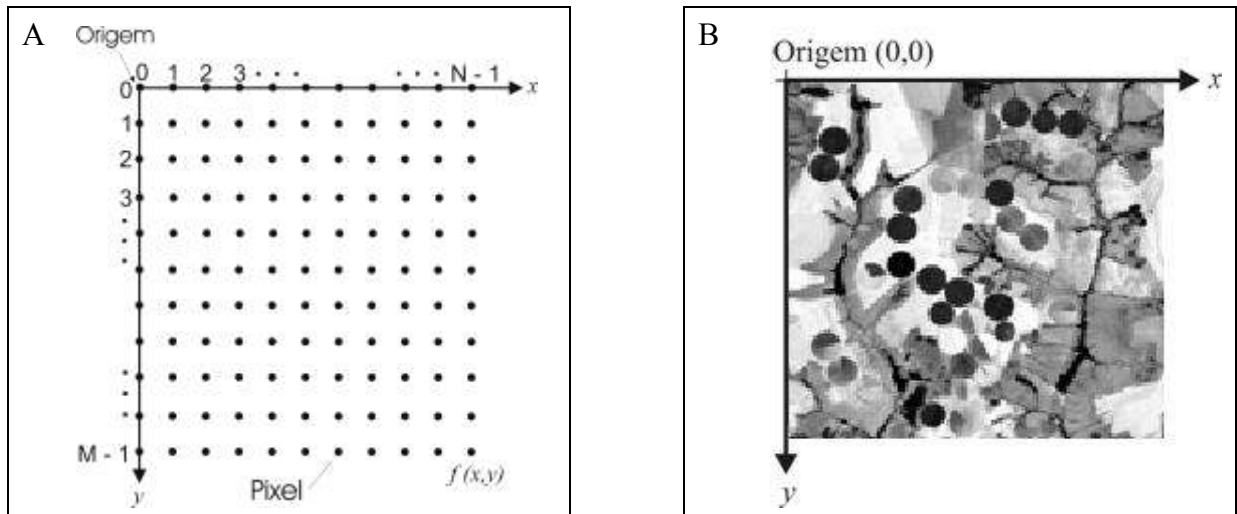 A
Origem
0 1 2 3 . . . . . . N - 1
x
0
1
2
3
.
.
.
.
.
.
M - 1
y
Pixel
f (x,y)
B
Origem (0,0)
x
y